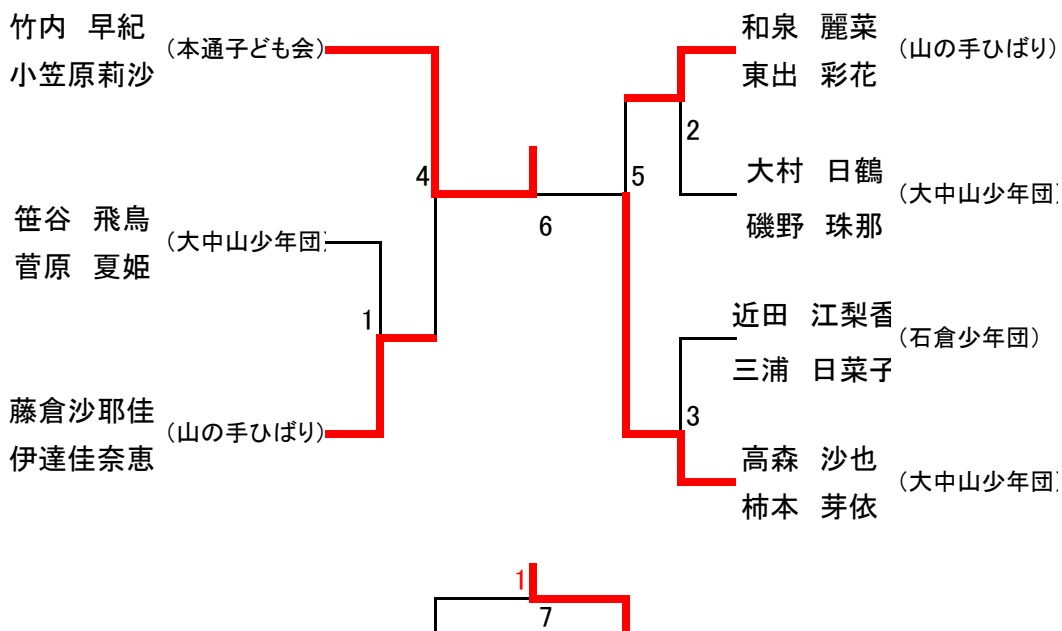 竹内 早紀
(本通子ども会)
小笠原莉沙
4
笹谷 飛鳥
(大中山少年団)
菅原 夏姫
1
藤倉沙耶佳
(山の手ひばり)
伊達佳奈恵
6
和泉 麗菜
(山の手ひばり)
東出 彩花
2
5
大村 日鶴
(大中山少年団)
磯野 珠那
近田 江梨香
(石倉少年団)
三浦 日菜子
3
高森 沙也
(大中山少年団)
柿本 芽依
1
7